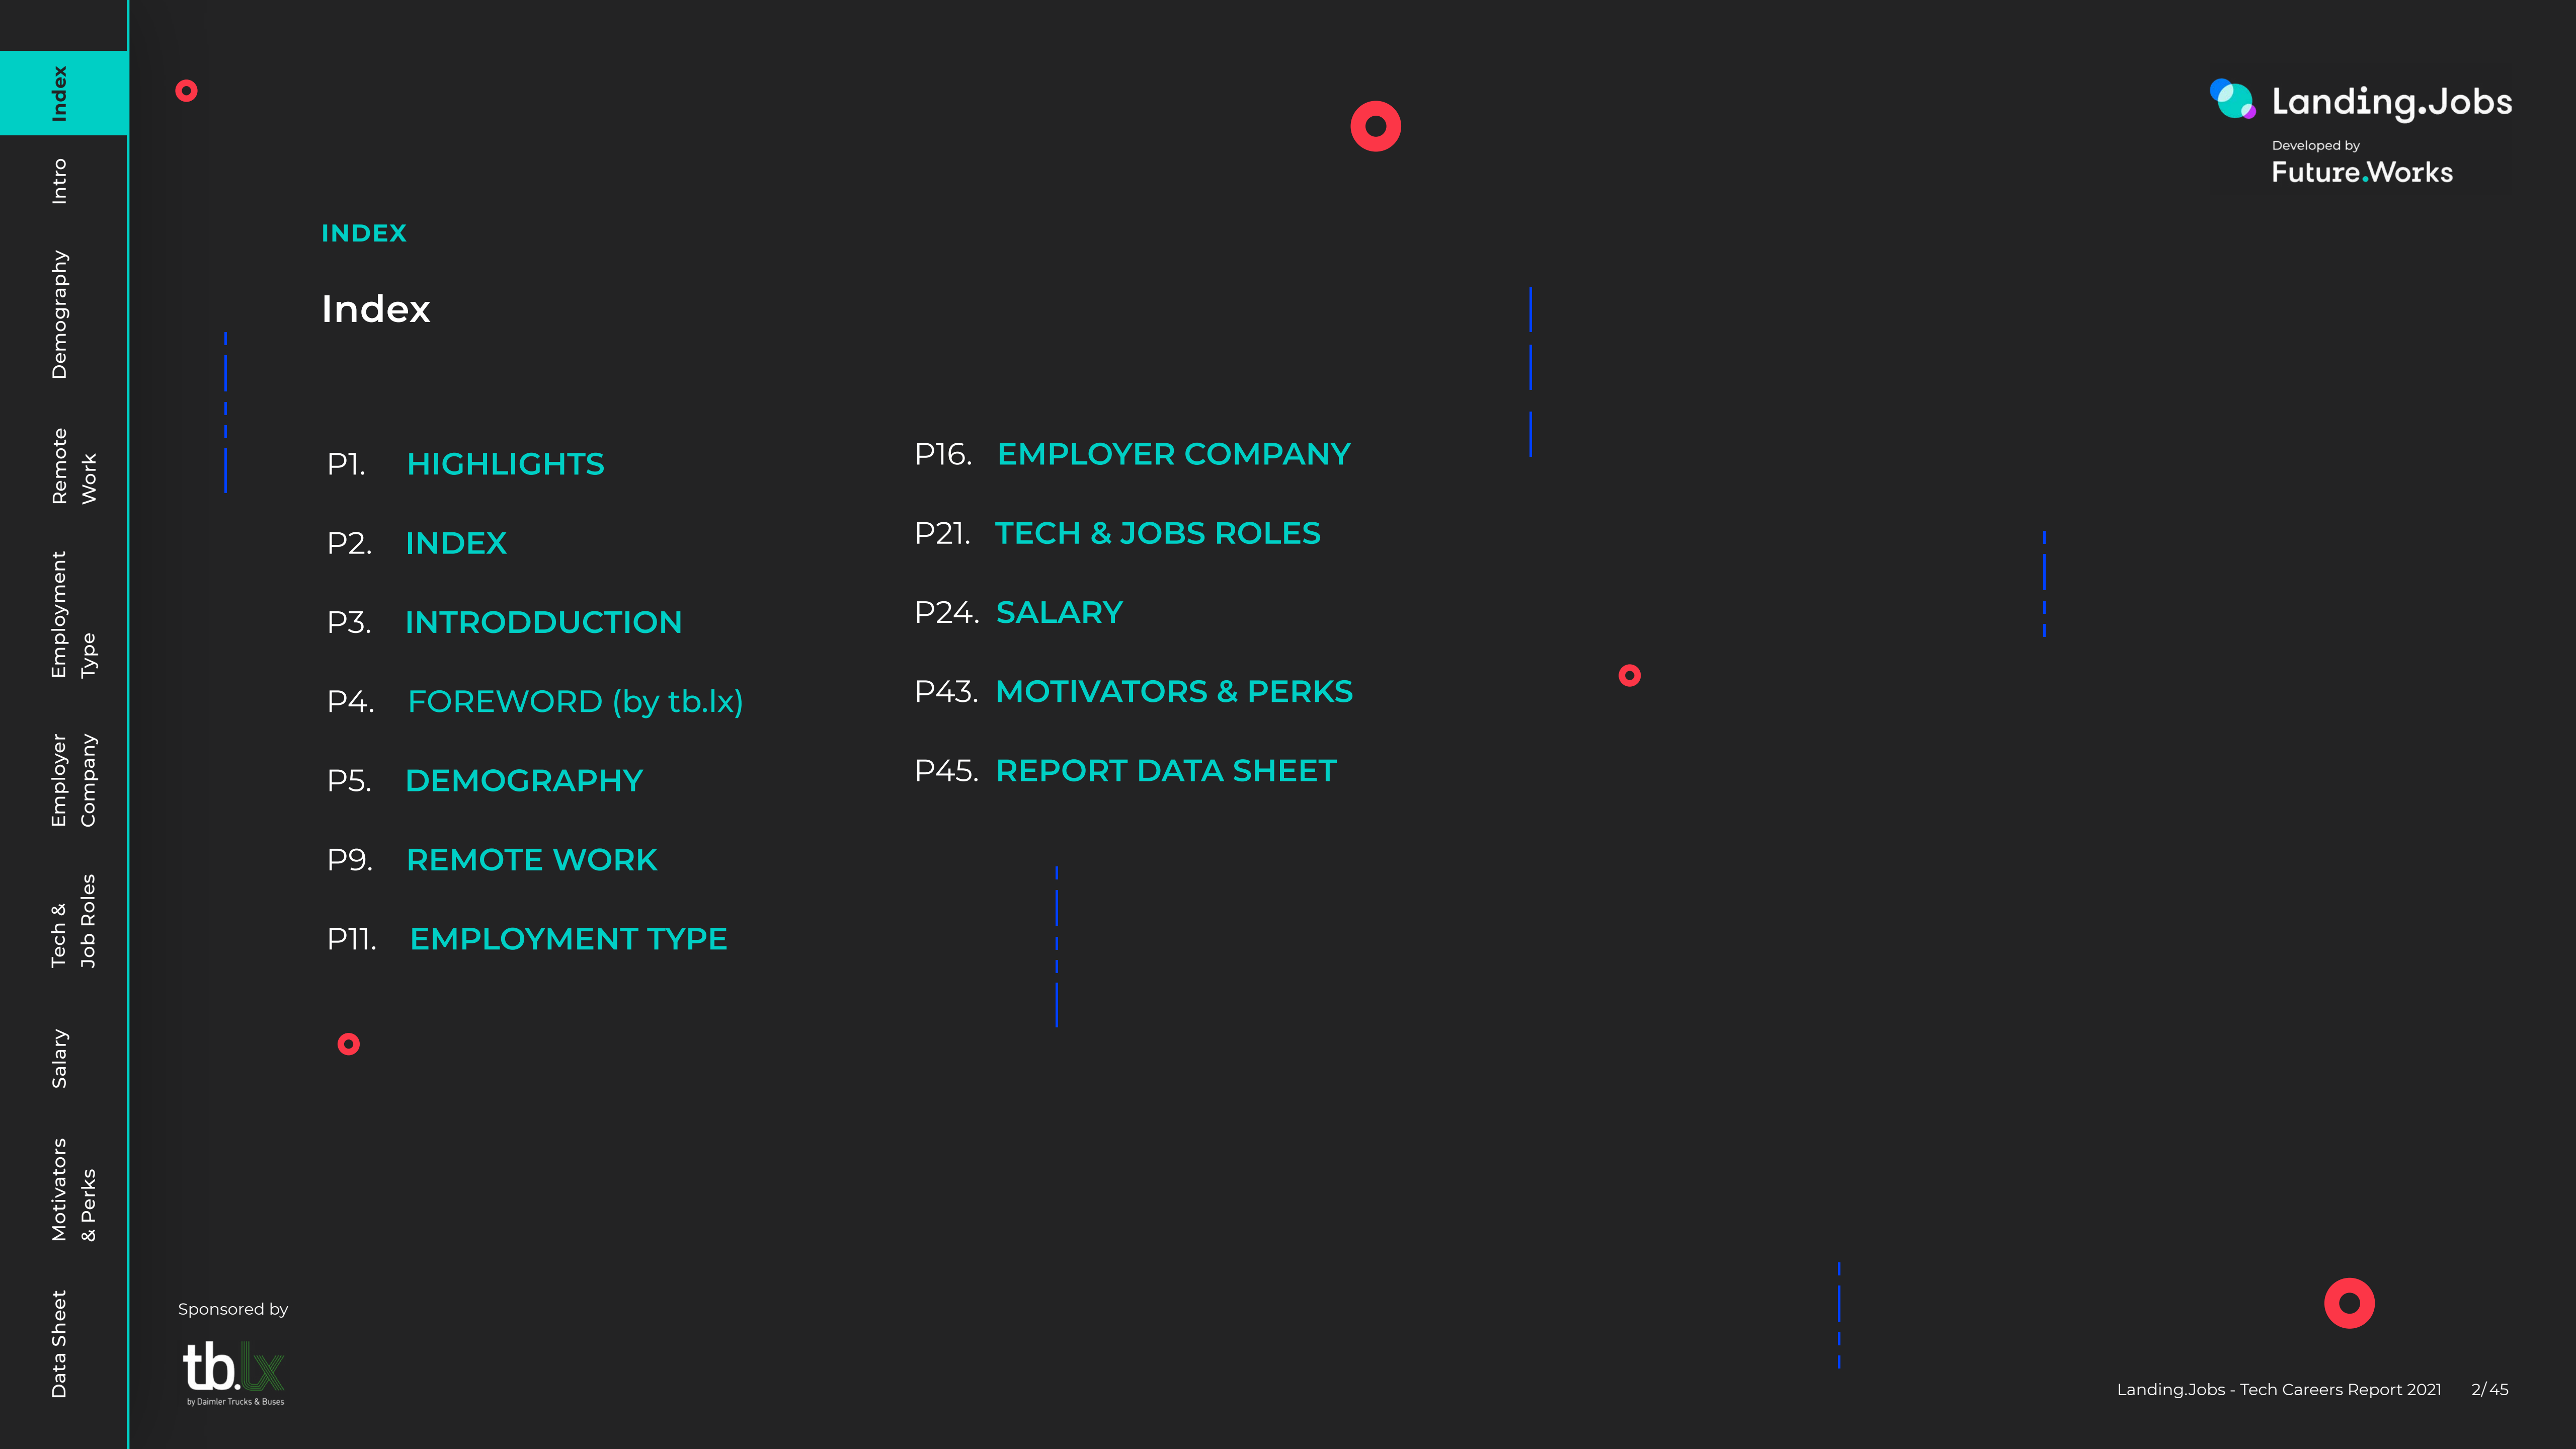 Index
Intro
Demography
Remote
Work
Employment
Type
Employer
Company
Tech &
Job Roles
Salary
Motivators
& Perks
Data Sheet
Landing.Jobs
Developed by
Future.Works
INDEX
Index
P1. HIGHLIGHTS
P2. INDEX
P3. INTRODDUCTION
P4. FOREWORD (by tb.lx)
P5. DEMOGRAPHY
P9. REMOTE WORK
P11. EMPLOYMENT TYPE
P16. EMPLOYER COMPANY
P21. TECH & JOBS ROLES
P24. SALARY
P43. MOTIVATORS & PERKS
P45. REPORT DATA SHEET
Sponsored by
tb.lx
by Daimler Trucks & Buses
Landing.Jobs - Tech Careers Report 2021 2/45